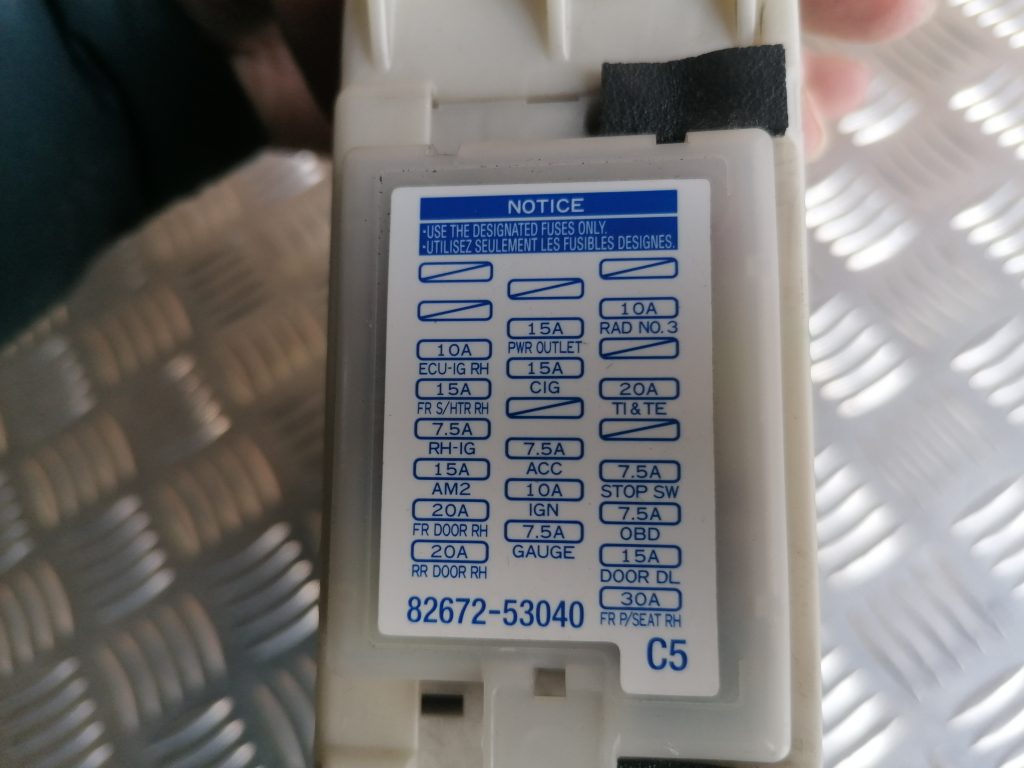 NOTICE
·USE THE DESIGNATED FUSES ONLY.
·UTILISEZ SEULEMENT LES FUSIBLES DESIGNES.
10A
ECU-IG RH
15A
FR S/HTR RH
7.5A
RH-IG
15A
AM2
20A
FR DOOR RH
20A
RR DOOR RH
15A
PWR OUTLET
15A
CIG
7.5A
ACC
10A
IGN
7.5A
GAUGE
10A
RAD NO.3
20A
TI&TE
7.5A
STOP SW
7.5A
OBD
15A
DOOR DL
30A
FR P/SEAT RH
82672-53040
C5